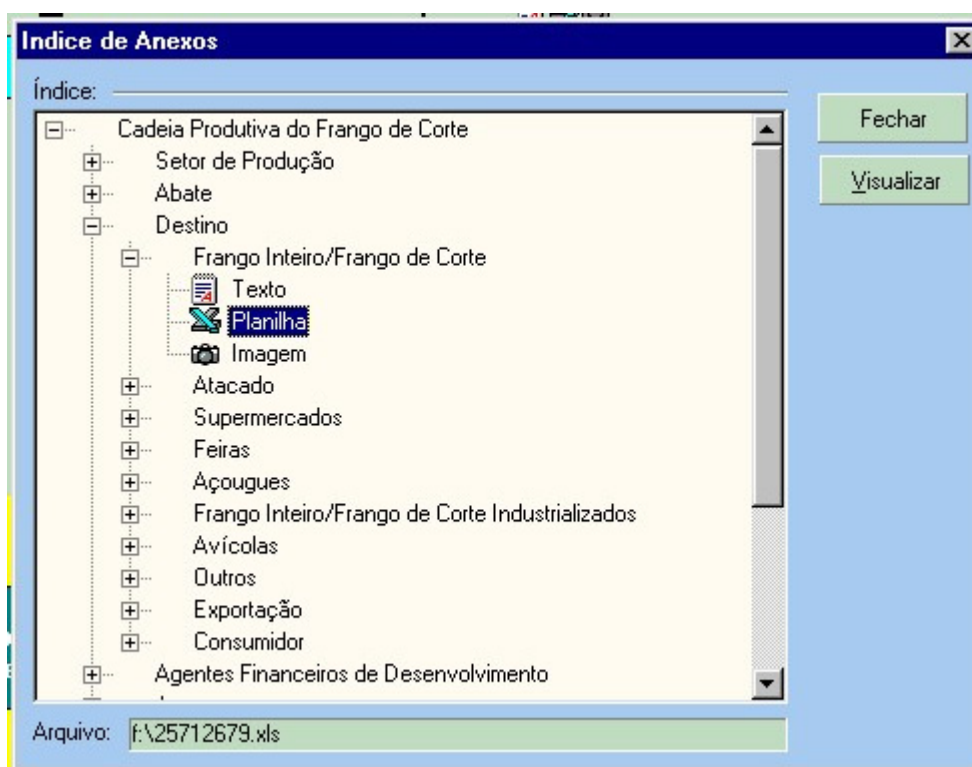 Indice de Anexos
Índice:
Fechar
Visualizar
Cadeia Produtiva do Frango de Corte
Setor de Produção
Abate
Destino
Frango Inteiro/Frango de Corte
Texto
Planilha
Imagem
Atacado
Supermercados
Feiras
Açougues
Frango Inteiro/Frango de Corte Industrializados
Avícolas
Outros
Exportação
Consumidor
Agentes Financeiros de Desenvolvimento
Arquivo: f:\25712679.xls